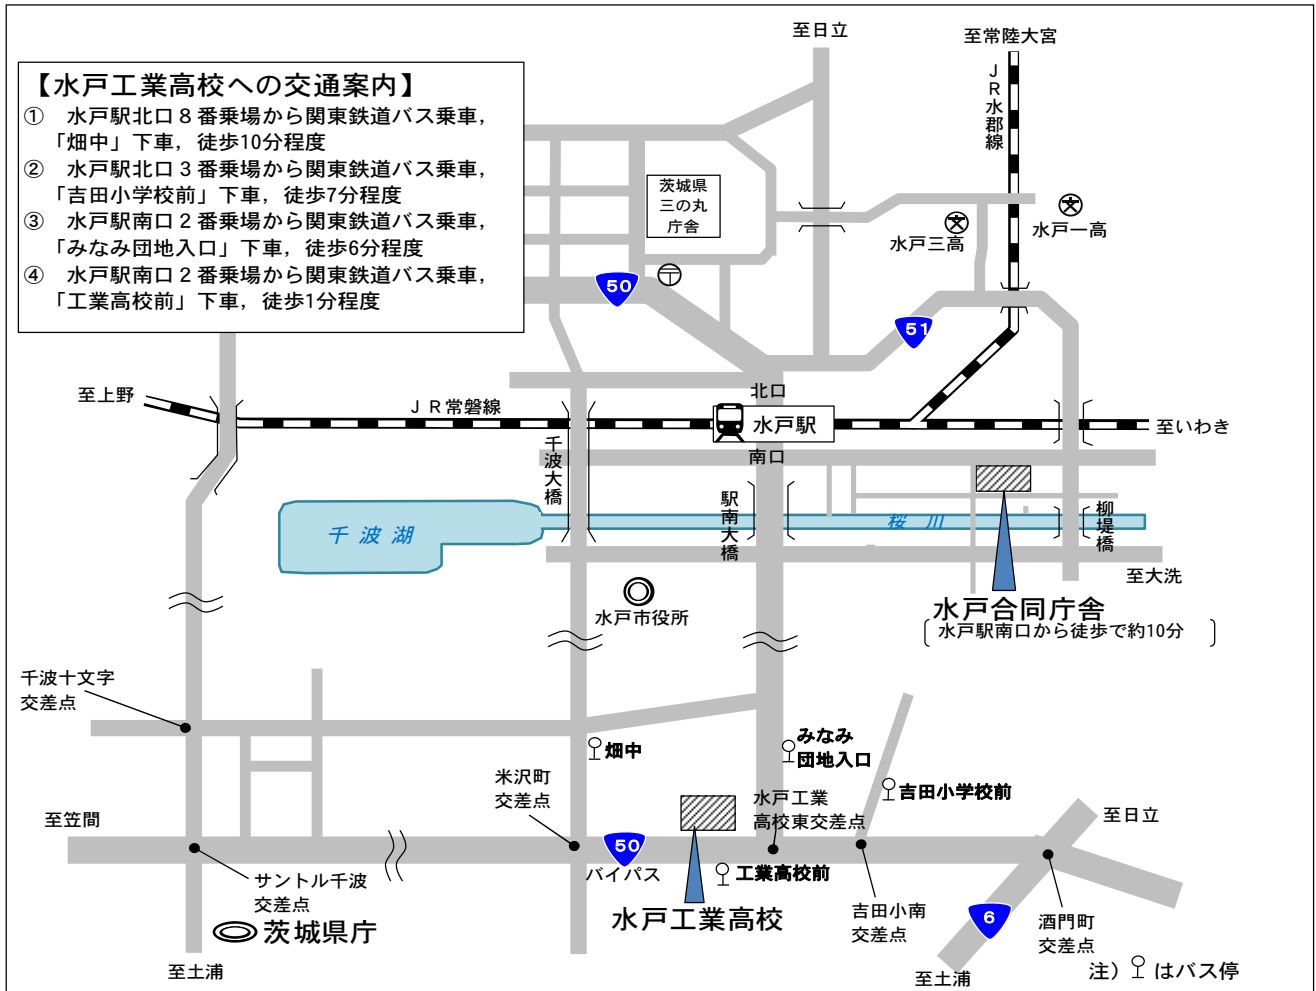 【水戸工業高校への交通案内】
① 水戸駅北口８番乗場から関東鉄道バス乗車，
「畑中」下車，徒歩10分程度
② 水戸駅北口３番乗場から関東鉄道バス乗車，
「吉田小学校前」下車，徒歩7分程度
③ 水戸駅南口２番乗場から関東鉄道バス乗車，
「みなみ団地入口」下車，徒歩6分程度
④ 水戸駅南口２番乗場から関東鉄道バス乗車，
「工業高校前」下車，徒歩1分程度
至日立
至常陸大宮
ＪＲ水郡線
茨城県
三の丸
庁舎
水戸三高
水戸一高
50
51
至上野
ＪＲ常磐線
北口
水戸駅
南口
至いわき
千波大橋
駅南大橋
柳堤橋
千波湖
桜川
至大洗
水戸市役所
水戸合同庁舎
水戸駅南口から徒歩で約10分
千波十文字
交差点
畑中
みなみ
団地入口
吉田小学校前
米沢町
交差点
水戸工業
高校東交差点
至笠間
至日立
50
バイパス
工業高校前
サントル千波
交差点
茨城県庁
水戸工業高校
吉田小南
交差点
6
酒門町
交差点
至土浦
至土浦
注） はバス停